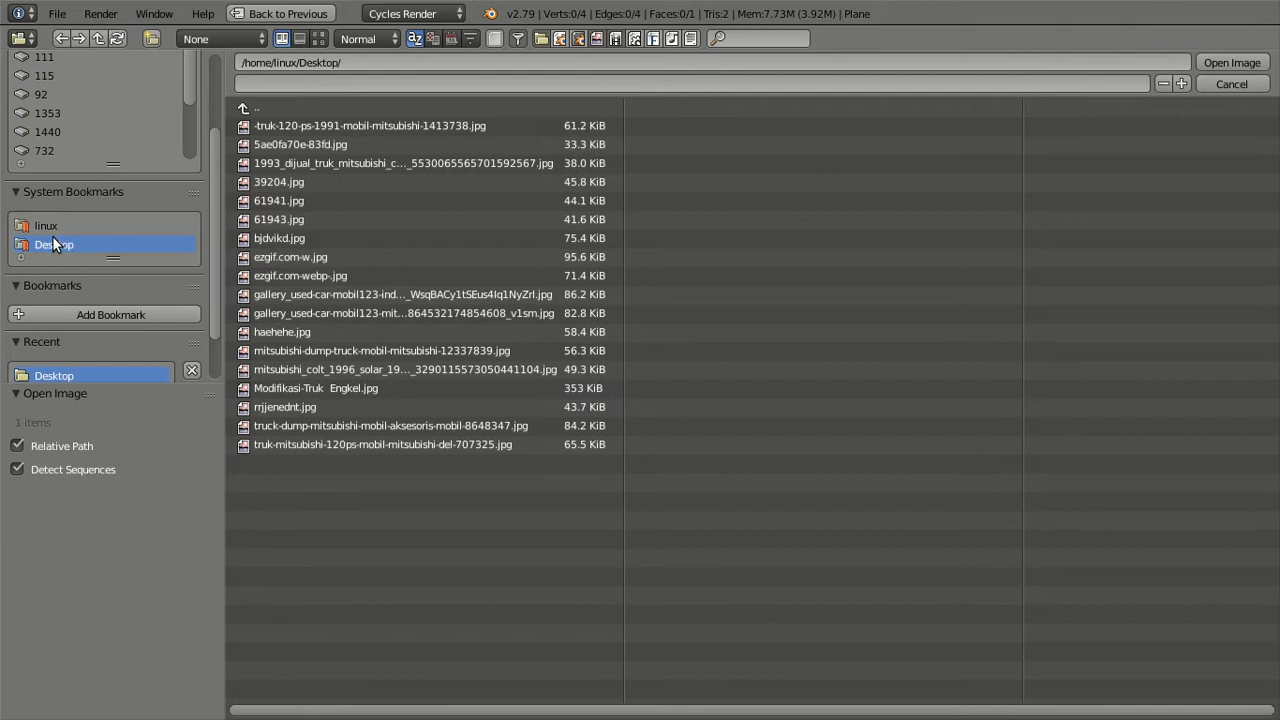 File Render Window Help Back to Previous Cycles Render v2.79 | Verts:0/4 | Edges:0/4 | Faces:0/1 | Tris:2 | Mem:7.73M (3.92M) | Plane
None Normal
111
115
92
1353
1440
732
System Bookmarks
linux
Desktop
Bookmarks
Add Bookmark
Recent
Desktop
Open Image
1 items
Relative Path
Detect Sequences
/home/linux/Desktop/ Open Image
Cancel
..
-truk-120-ps-1991-mobil-mitsubishi-1413738.jpg 61.2 KiB
5ae0fa70e-83fd.jpg 33.3 KiB
1993_dijual_truk_mitsubishi_c..._5530065565701592567.jpg 38.0 KiB
39204.jpg 45.8 KiB
61941.jpg 44.1 KiB
61943.jpg 41.6 KiB
bjdvikd.jpg 75.4 KiB
ezgif.com-w.jpg 95.6 KiB
ezgif.com-webp-.jpg 71.4 KiB
gallery_used-car-mobil123-ind..._WsqBACy1tSEus4Iq1NyZrI.jpg 86.2 KiB
gallery_used-car-mobil123-mit...864532174854608_v1sm.jpg 82.8 KiB
haehehe.jpg 58.4 KiB
mitsubishi-dump-truck-mobil-mitsubishi-12337839.jpg 56.3 KiB
mitsubishi_colt_1996_solar_19..._3290115573050441104.jpg 49.3 KiB
Modifikasi-Truk Engkel.jpg 353 KiB
rrjjenednt.jpg 43.7 KiB
truck-dump-mitsubishi-mobil-aksesoris-mobil-8648347.jpg 84.2 KiB
truk-mitsubishi-120ps-mobil-mitsubishi-del-707325.jpg 65.5 KiB